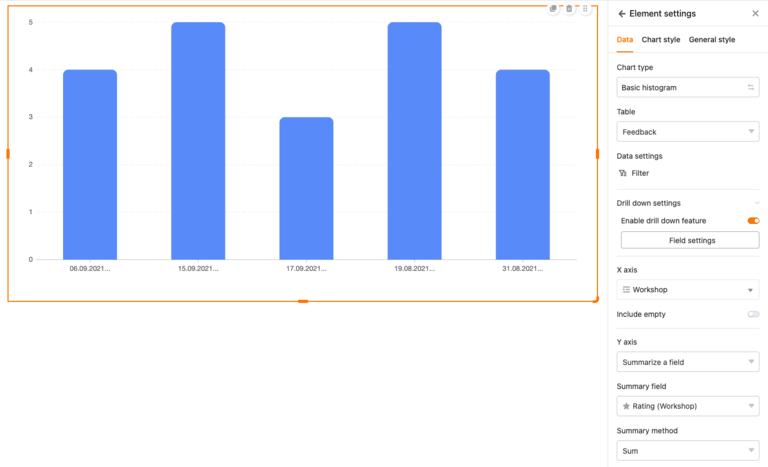 5
4
3
2
1
0
06.09.2021...
15.09.2021...
17.09.2021...
19.08.2021...
31.08.2021...
Element settings
Data Chart style General style
Chart type
Basic histogram
Table
Feedback
Data settings
Filter
Drill down settings
Enable drill down feature
Field settings
X axis
Workshop
Include empty
Y axis
Summarize a field
Summary field
Rating (Workshop)
Summary method
Sum